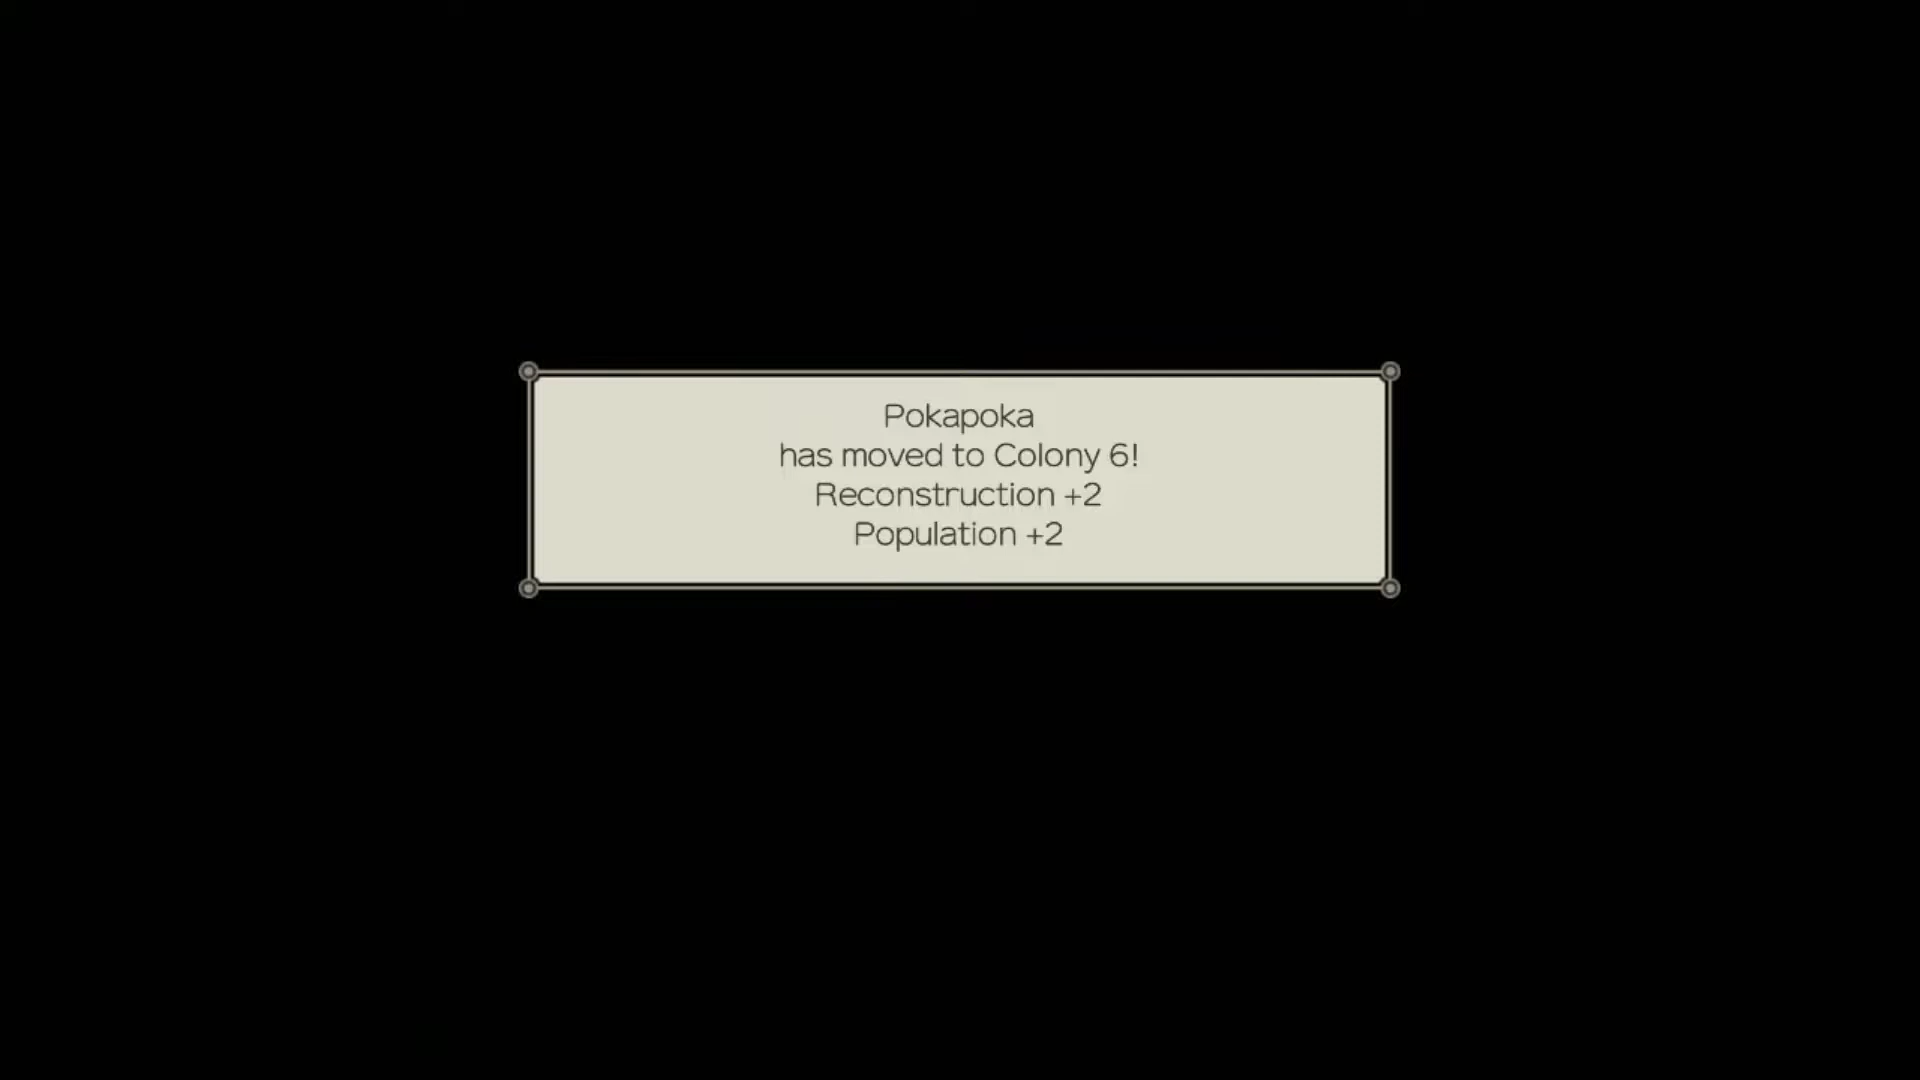 Pokapoka
has moved to Colony 6!
Reconstruction +2
Population +2